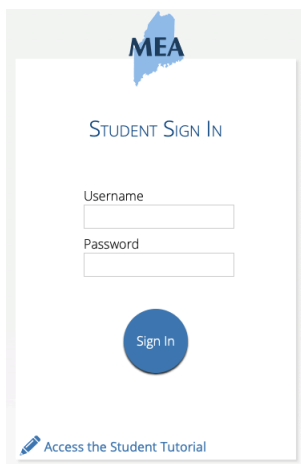 MEA
Student Sign In
Username
Password
Sign In
Access the Student Tutorial